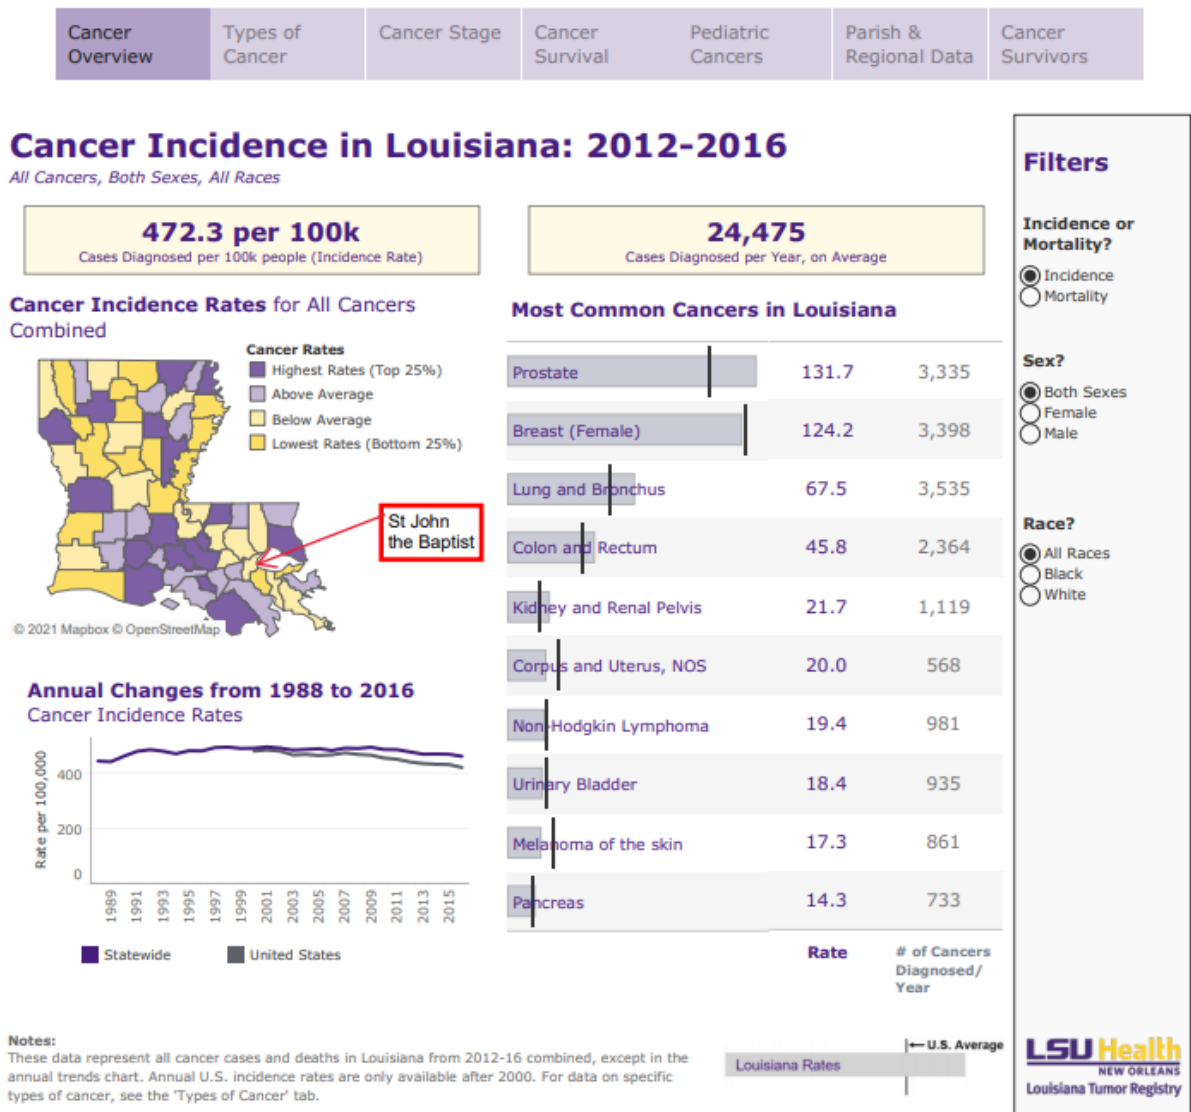 Cancer Overview
Types of Cancer
Cancer Stage
Cancer Survival
Pediatric Cancers
Parish & Regional Data
Cancer Survivors
Cancer Incidence in Louisiana: 2012-2016
All Cancers, Both Sexes, All Races
472.3 per 100k
Cases Diagnosed per 100k people (Incidence Rate)
24,475
Cases Diagnosed per Year, on Average
Cancer Incidence Rates for All Cancers
Combined
Cancer Rates
Highest Rates (Top 25%)
Above Average
Below Average
Lowest Rates (Bottom 25%)
St John
the Baptist
© 2021 Mapbox © OpenStreetMap
Annual Changes from 1988 to 2016
Cancer Incidence Rates
Rate per 100,000
400
200
0
1989 1991 1993 1995 1997 1999 2001 2003 2005 2007 2009 2011 2013 2015
Statewide United States
Most Common Cancers in Louisiana
Prostate 131.7 3,335
Breast (Female) 124.2 3,398
Lung and Bronchus 67.5 3,535
Colon and Rectum 45.8 2,364
Kidney and Renal Pelvis 21.7 1,119
Corpus and Uterus, NOS 20.0 568
Non-Hodgkin Lymphoma 19.4 981
Urinary Bladder 18.4 935
Melanoma of the skin 17.3 861
Pancreas 14.3 733
Rate
# of Cancers
Diagnosed/
Year
Filters
Incidence or
Mortality?
Incidence
Mortality
Sex?
Both Sexes
Female
Male
Race?
All Races
Black
White
Notes:
These data represent all cancer cases and deaths in Louisiana from 2012-16 combined, except in the
annual trends chart. Annual U.S. incidence rates are only available after 2000. For data on specific
types of cancer, see the 'Types of Cancer' tab.
U.S. Average
Louisiana Rates
LSU Health
NEW ORLEANS
Louisiana Tumor Registry